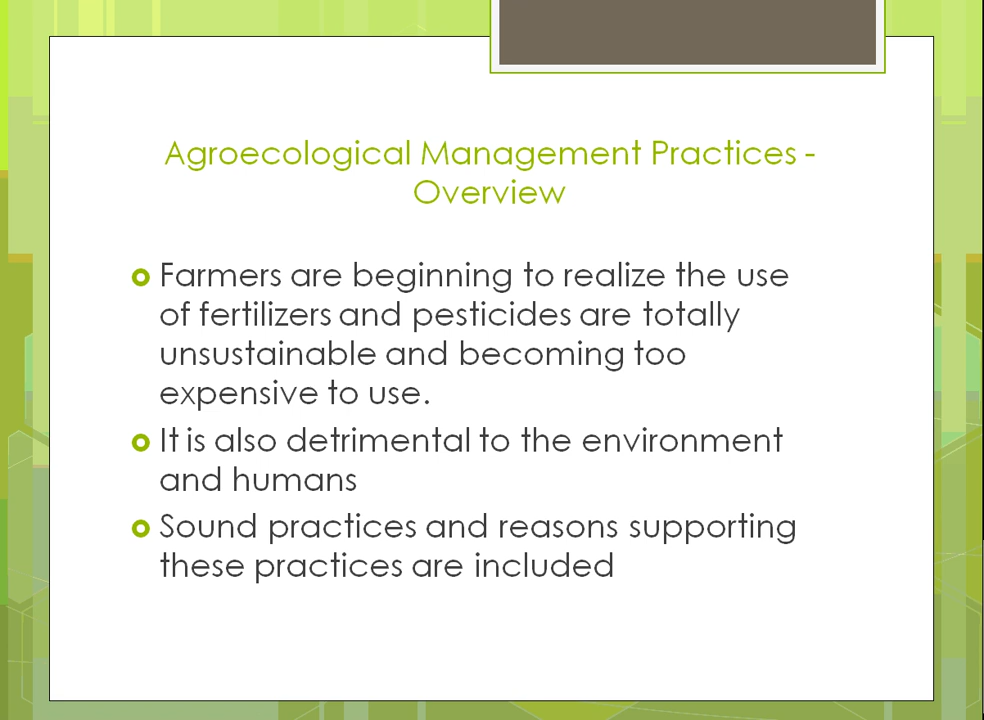 Agroecological Management Practices -
Overview
Farmers are beginning to realize the use
of fertilizers and pesticides are totally
unsustainable and becoming too
expensive to use.
It is also detrimental to the environment
and humans
Sound practices and reasons supporting
these practices are included